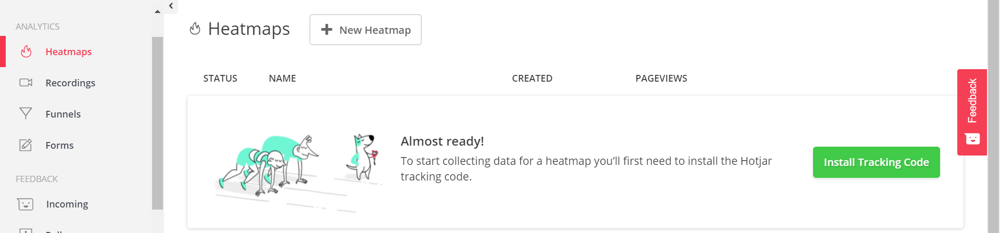 ANALYTICS
Heatmaps
Recordings
Funnels
Forms
FEEDBACK
Incoming
Heatmaps
New Heatmap
STATUS NAME CREATED PAGEVIEWS
Almost ready!
To start collecting data for a heatmap you’ll first need to install the Hotjar
tracking code.
Install Tracking Code
Feedback